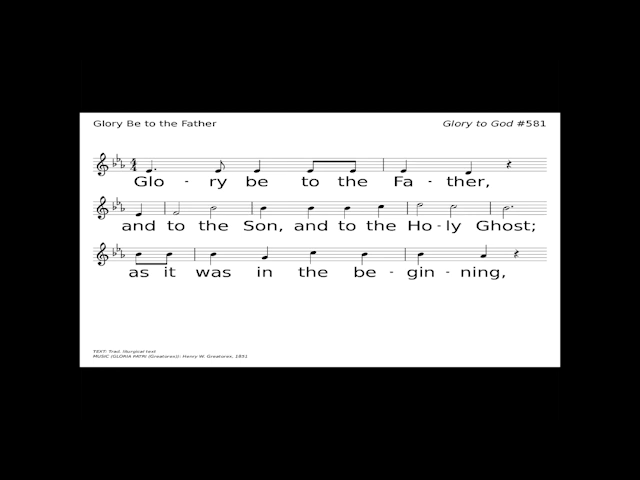 Glory Be to the Father
Glory to God #581
Glo - ry be to the Fa - ther,
and to the Son, and to the Ho - ly Ghost;
as it was in the be - gin - ning,
TEXT: Trad. liturgical text
MUSIC (GLORIA PATRI (Greatorex)): Henry W. Greatorex, 1851